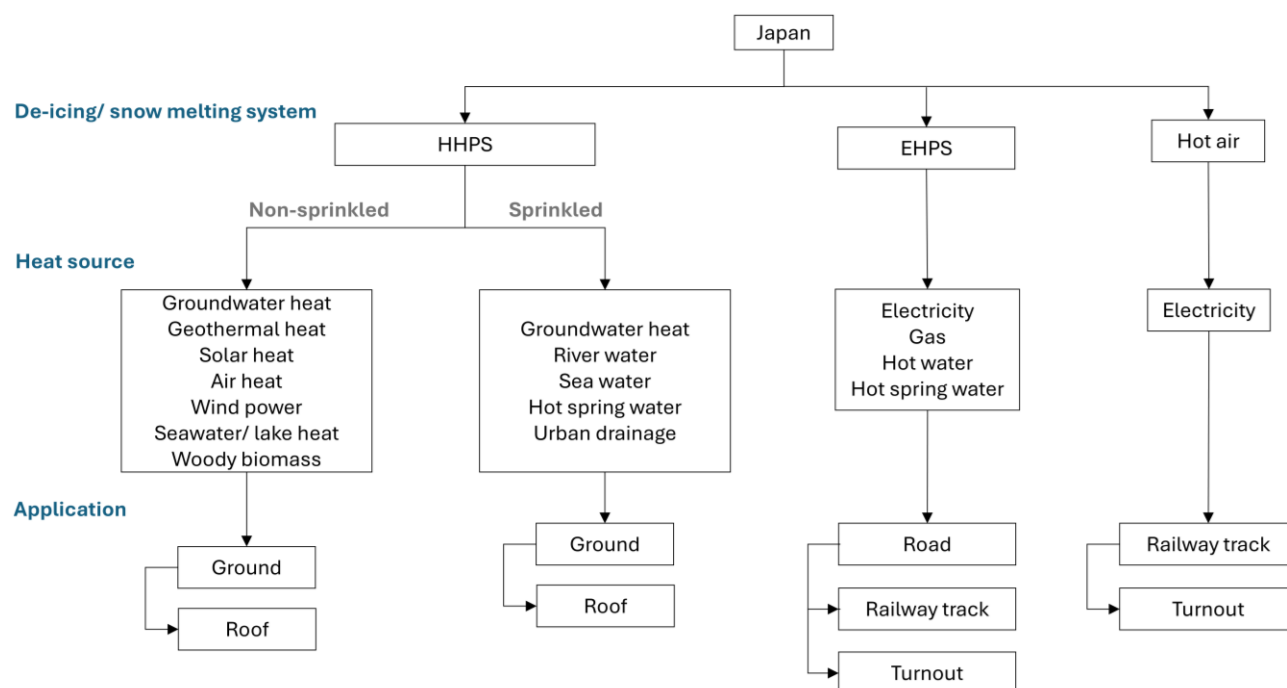 Japan
De-icing/ snow melting system
HHPS
EHPS
Hot air
Non-sprinkled
Sprinkled
Heat source
Groundwater heat
Geothermal heat
Solar heat
Air heat
Wind power
Seawater/ lake heat
Woody biomass
Groundwater heat
River water
Sea water
Hot spring water
Urban drainage
Electricity
Gas
Hot water
Hot spring water
Electricity
Application
Ground
Roof
Ground
Roof
Road
Railway track
Turnout
Railway track
Turnout